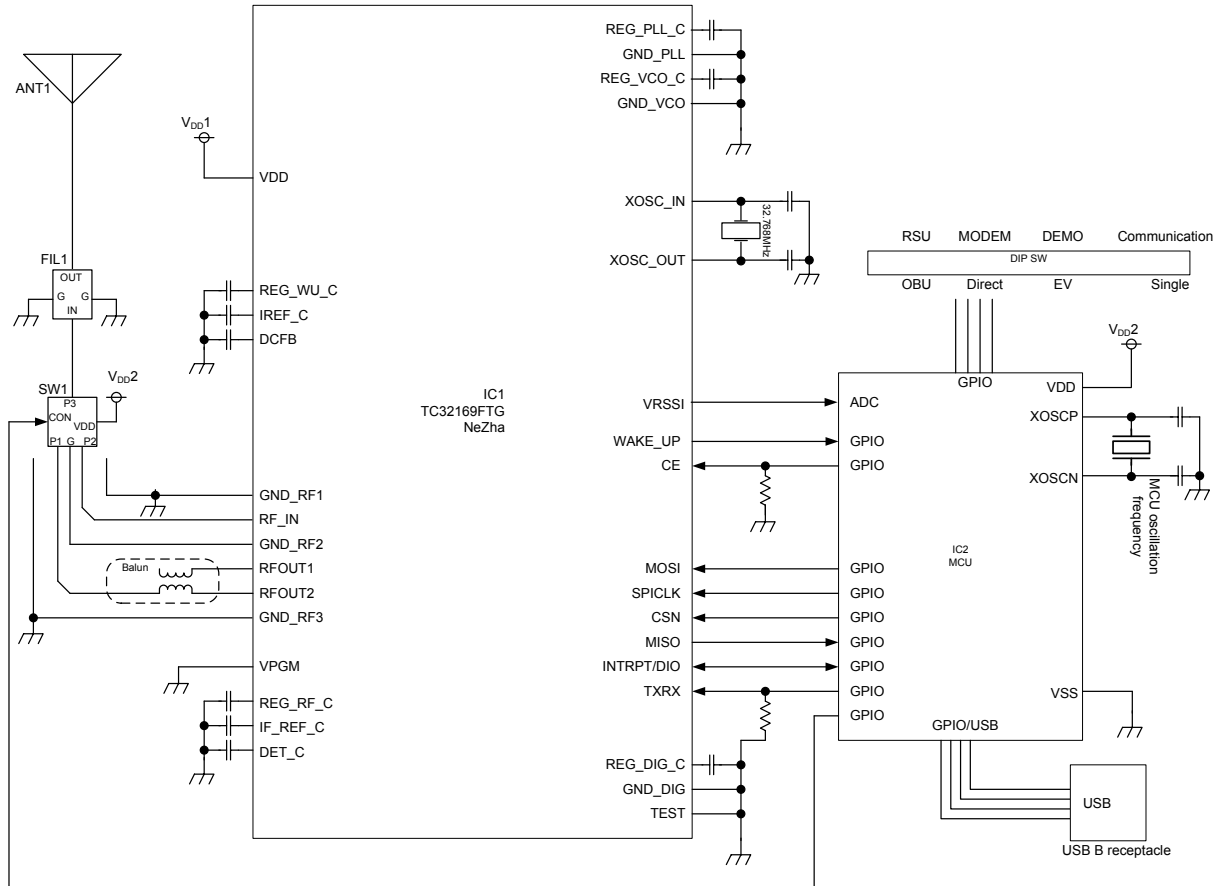 ANT1
FIL1
OUT
G
G
IN
SW1
P3
CON
VDD
P1 G P2
VDD2
VDD1
VDD
REG_WU_C
IREF_C
DCFB
GND_RF1
RF_IN
GND_RF2
RFOUT1
RFOUT2
GND_RF3
Balun
VPGM
REG_RF_C
IF_REF_C
DET_C
IC1
TC32169FTG
NeZha
REG_PLL_C
GND_PLL
REG_VCO_C
GND_VCO
XOSC_IN
XOSC_OUT
32.768MHz
VRSSI
WAKE_UP
CE
MOSI
SPICLK
CSN
MISO
INTRPT/DIO
TXRX
REG_DIG_C
GND_DIG
TEST
RSU MODEM DEMO Communication
DIP SW
OBU Direct EV Single
GPIO
ADC
GPIO
GPIO
GPIO
GPIO
GPIO
GPIO
GPIO
GPIO
GPIO
IC2
MCU
VDD2
VDD
XOSCP
XOSCN
MCU oscillation
frequency
VSS
GPIO/USB
USB
USB B receptacle